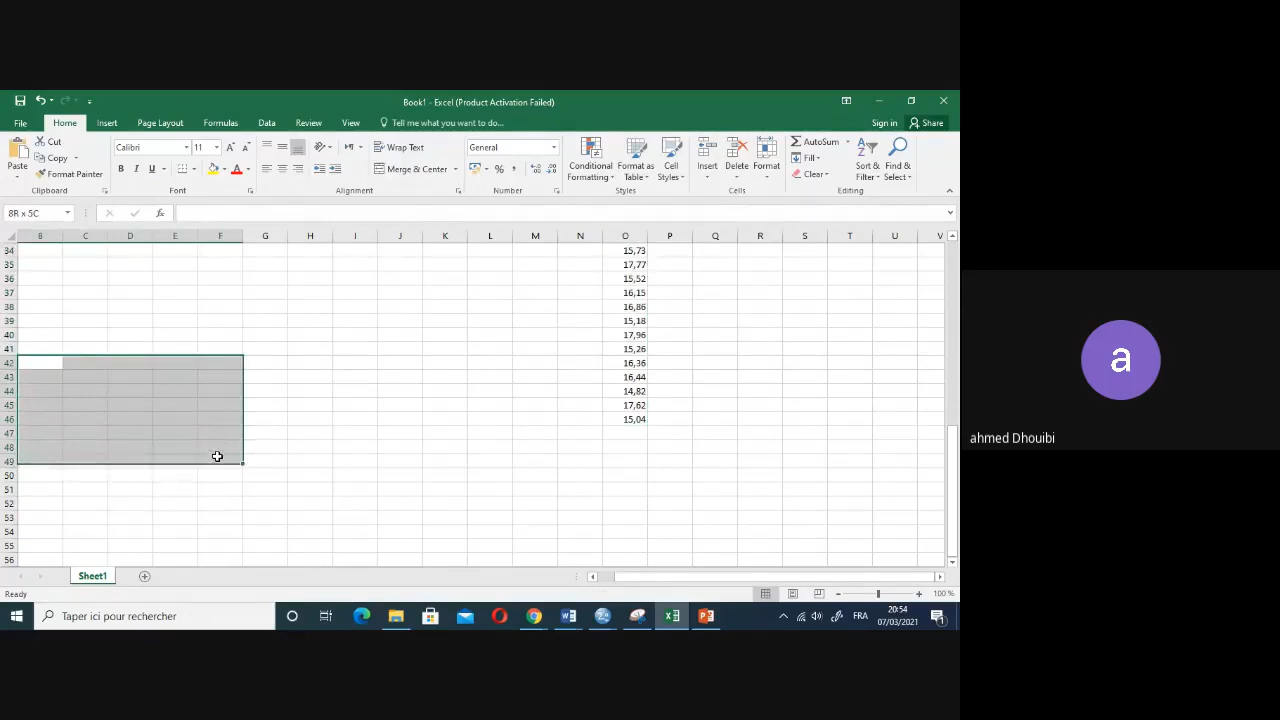 Book1 - Excel (Product Activation Failed)
File Home Insert Page Layout Formulas Data Review View Tell me what you want to do... Sign in Share
Paste Cut Copy Format Painter
Calibri 11 A A B I U A
Wrap Text Merge & Center
General % ,
Conditional Formatting Format as Table Cell Styles
Insert Delete Format
AutoSum Fill Clear Sort & Filter Find & Select
Clipboard Font Alignment Number Styles Cells Editing
8R x 5C fx
B C D E F G H I J K L M N O P Q R S T U V
34 15,73
35 17,77
36 15,52
37 16,15
38 16,86
39 15,18
40 17,96
41 15,26
42 16,36
43 16,44
44 14,82
45 17,62
46 15,04
47
48
49
50
51
52
53
54
55
56
Sheet1
Ready 100 %
Taper ici pour rechercher FRA 20:54
07/03/2021 1
a
ahmed Dhouibi